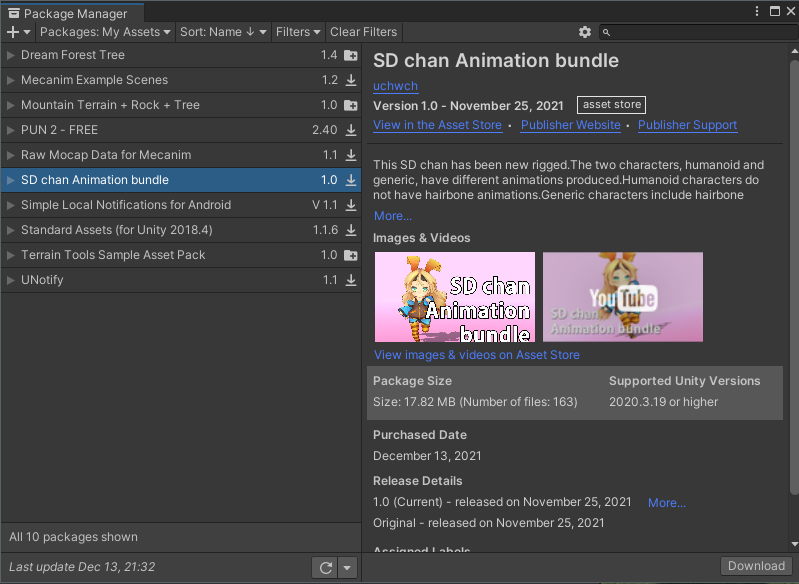 Package Manager
Packages: My Assets Sort: Name ↓ Filters Clear Filters
Dream Forest Tree 1.4
Mecanim Example Scenes 1.2
Mountain Terrain + Rock + Tree 1.0
PUN 2 - FREE 2.40
Raw Mocap Data for Mecanim 1.1
SD chan Animation bundle 1.0
Simple Local Notifications for Android V 1.1
Standard Assets (for Unity 2018.4) 1.1.6
Terrain Tools Sample Asset Pack 1.0
UNotify 1.1
All 10 packages shown
Last update Dec 13, 21:32
SD chan Animation bundle
uchwch
Version 1.0 - November 25, 2021 asset store
View in the Asset Store • Publisher Website • Publisher Support
This SD chan has been new rigged.The two characters, humanoid and
generic, have different animations produced.Humanoid characters do
not have hairbone animations.Generic characters include hairbone
More...
Images & Videos
SD chan
Animation
bundle
YouTube
SD chan
Animation bundle
View images & videos on Asset Store
Package Size Supported Unity Versions
Size: 17.82 MB (Number of files: 163) 2020.3.19 or higher
Purchased Date
December 13, 2021
Release Details
1.0 (Current) - released on November 25, 2021 More...
Original - released on November 25, 2021
Assigned Labels
Download